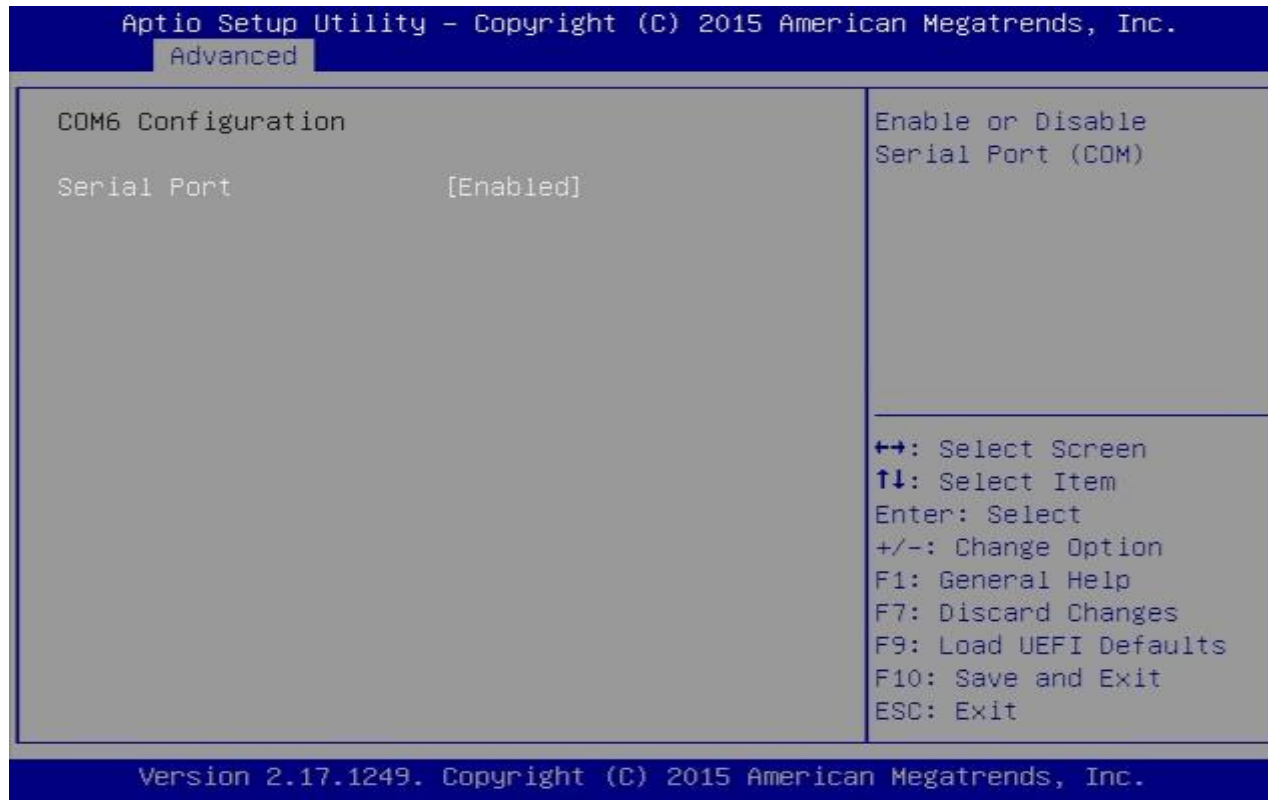 Aptio Setup Utility – Copyright (C) 2015 American Megatrends, Inc.
Advanced
COM6 Configuration
Serial Port [Enabled]
Enable or Disable
Serial Port (COM)
↔: Select Screen
↑↓: Select Item
Enter: Select
+/-: Change Option
F1: General Help
F7: Discard Changes
F9: Load UEFI Defaults
F10: Save and Exit
ESC: Exit
Version 2.17.1249. Copyright (C) 2015 American Megatrends, Inc.